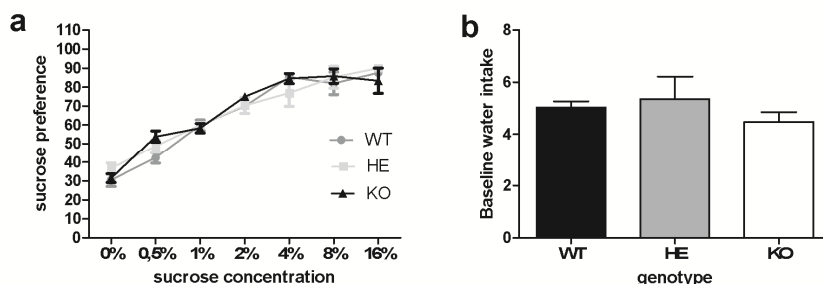 a
sucrose preference
110
100
90
80
70
60
50
40
30
20
10
0
WT
HE
KO
0% 0,5% 1% 2% 4% 8% 16%
sucrose concentration
b
Baseline water intake
8
6
4
2
0
WT HE KO
genotype